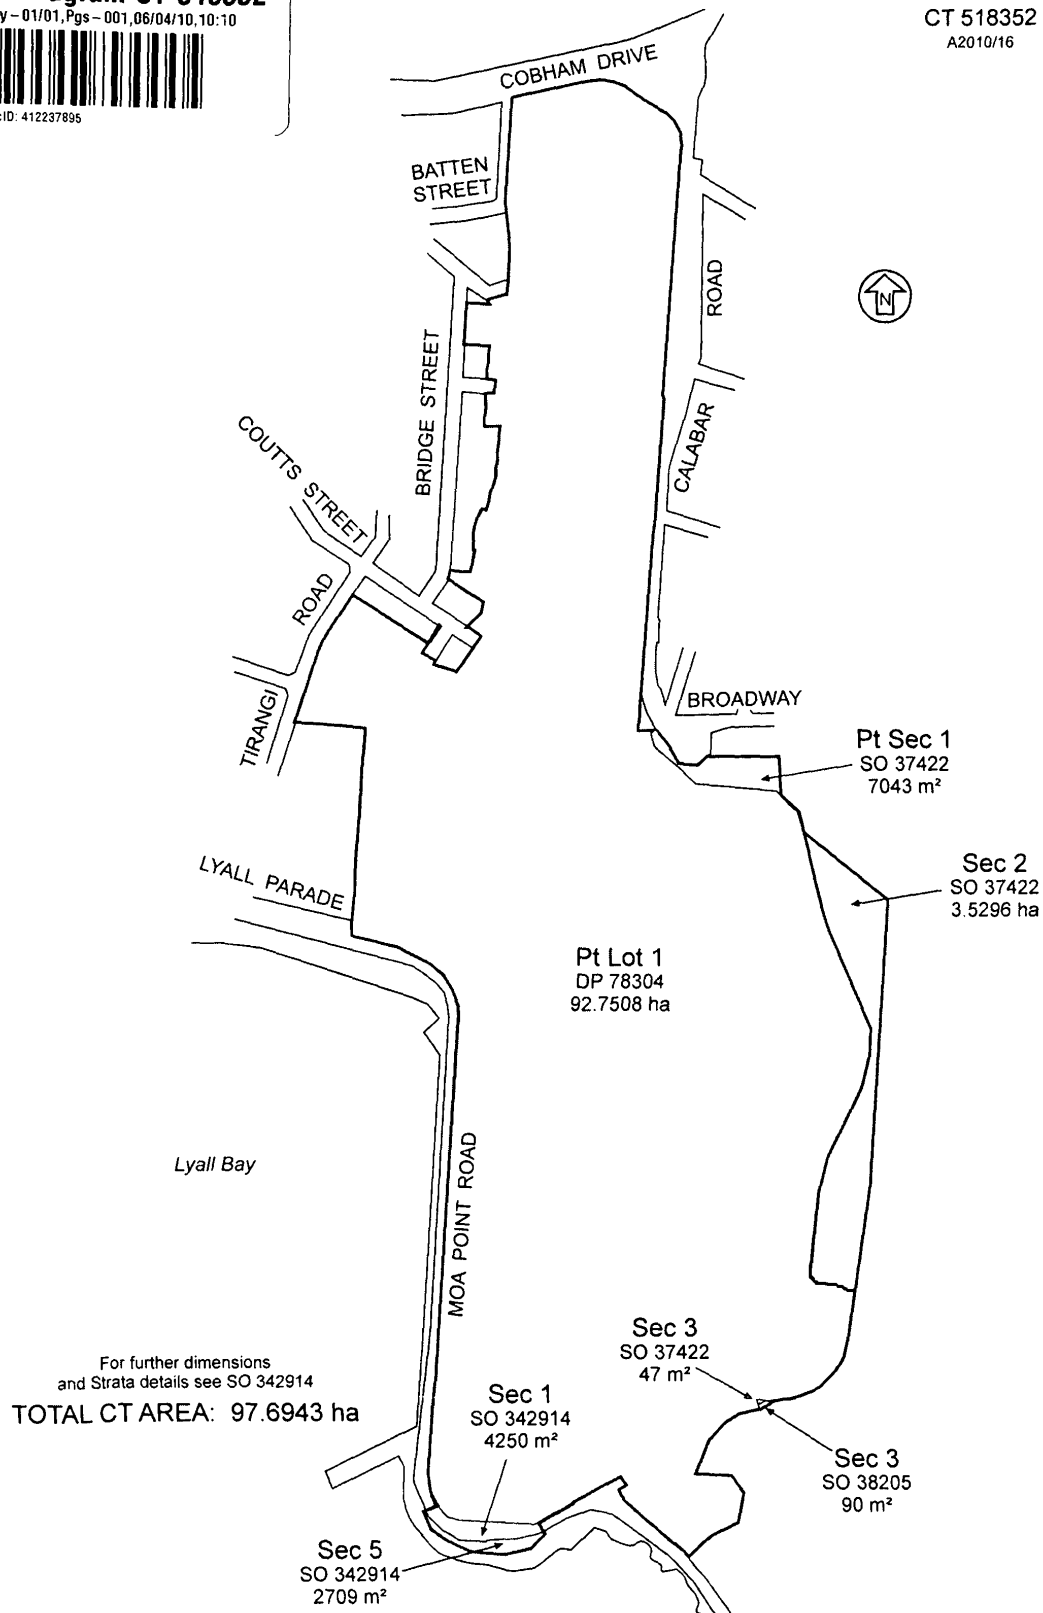 CT 518352
y – 01/01,Pgs – 001,06/04/10,10:10
ID: 412237895
CT 518352
A2010/16
COBHAM DRIVE
BATTEN
STREET
ROAD
N
BRIDGE STREET
CALABAR
COUTTS STREET
ROAD
TIRANGI
BROADWAY
Pt Sec 1
SO 37422
7043 m²
LYALL PARADE
Sec 2
SO 37422
3.5296 ha
Pt Lot 1
DP 78304
92.7508 ha
Lyall Bay
MOA POINT ROAD
Sec 3
SO 37422
47 m²
For further dimensions
and Strata details see SO 342914
TOTAL CT AREA: 97.6943 ha
Sec 1
SO 342914
4250 m²
Sec 3
SO 38205
90 m²
Sec 5
SO 342914
2709 m²